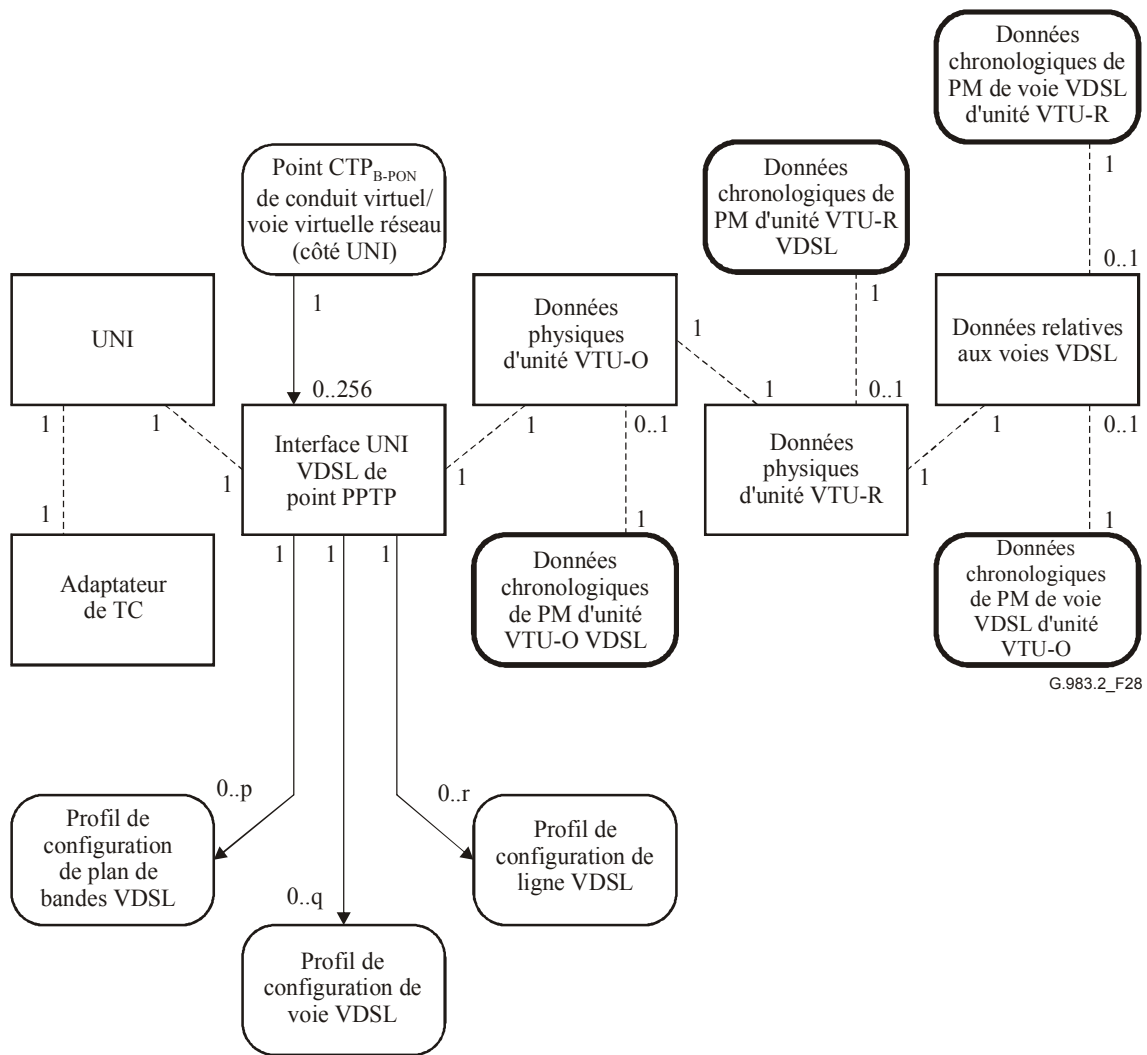 Données
chronologiques de
PM de voie VDSL
d'unité VTU-R
1
0..1
Point CTP_B-PON
de conduit virtuel/
voie virtuelle réseau
(côté UNI)
1
0..256
Données
chronologiques de
PM d'unité VTU-R
VDSL
1
0..1
UNI
1
1
1
1
Données
physiques
d'unité VTU-O
1
1
0..1
1
1
1
Données relatives
aux voies VDSL
1
0..1
1
1
Interface UNI
VDSL de
point PPTP
1
1
1
Données
physiques
d'unité VTU-R
Adaptateur
de TC
Données
chronologiques
de PM d'unité
VTU-O VDSL
Données
chronologiques
de PM de voie
VDSL d'unité
VTU-O
G.983.2_F28
0..p
0..q
0..r
Profil de
configuration
de plan de
bandes VDSL
Profil de
configuration de
ligne VDSL
Profil de
configuration de
voie VDSL